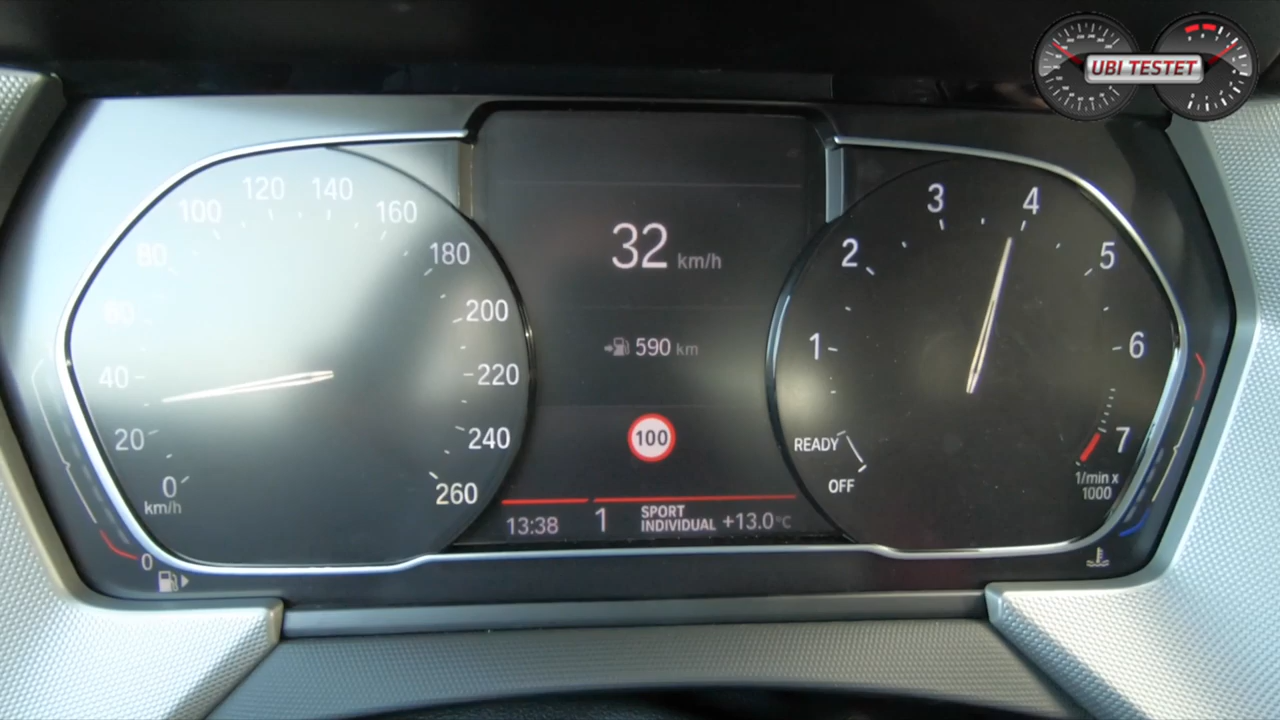 UBI TESTET
120 140
100 160
80 180
60 200
40 220
20 240
0 260
km/h
32 km/h
590 km
100
13:38 1 SPORT INDIVIDUAL +13.0°C
3 4
2 5
1 6
READY 7
OFF 1/min x
1000
0